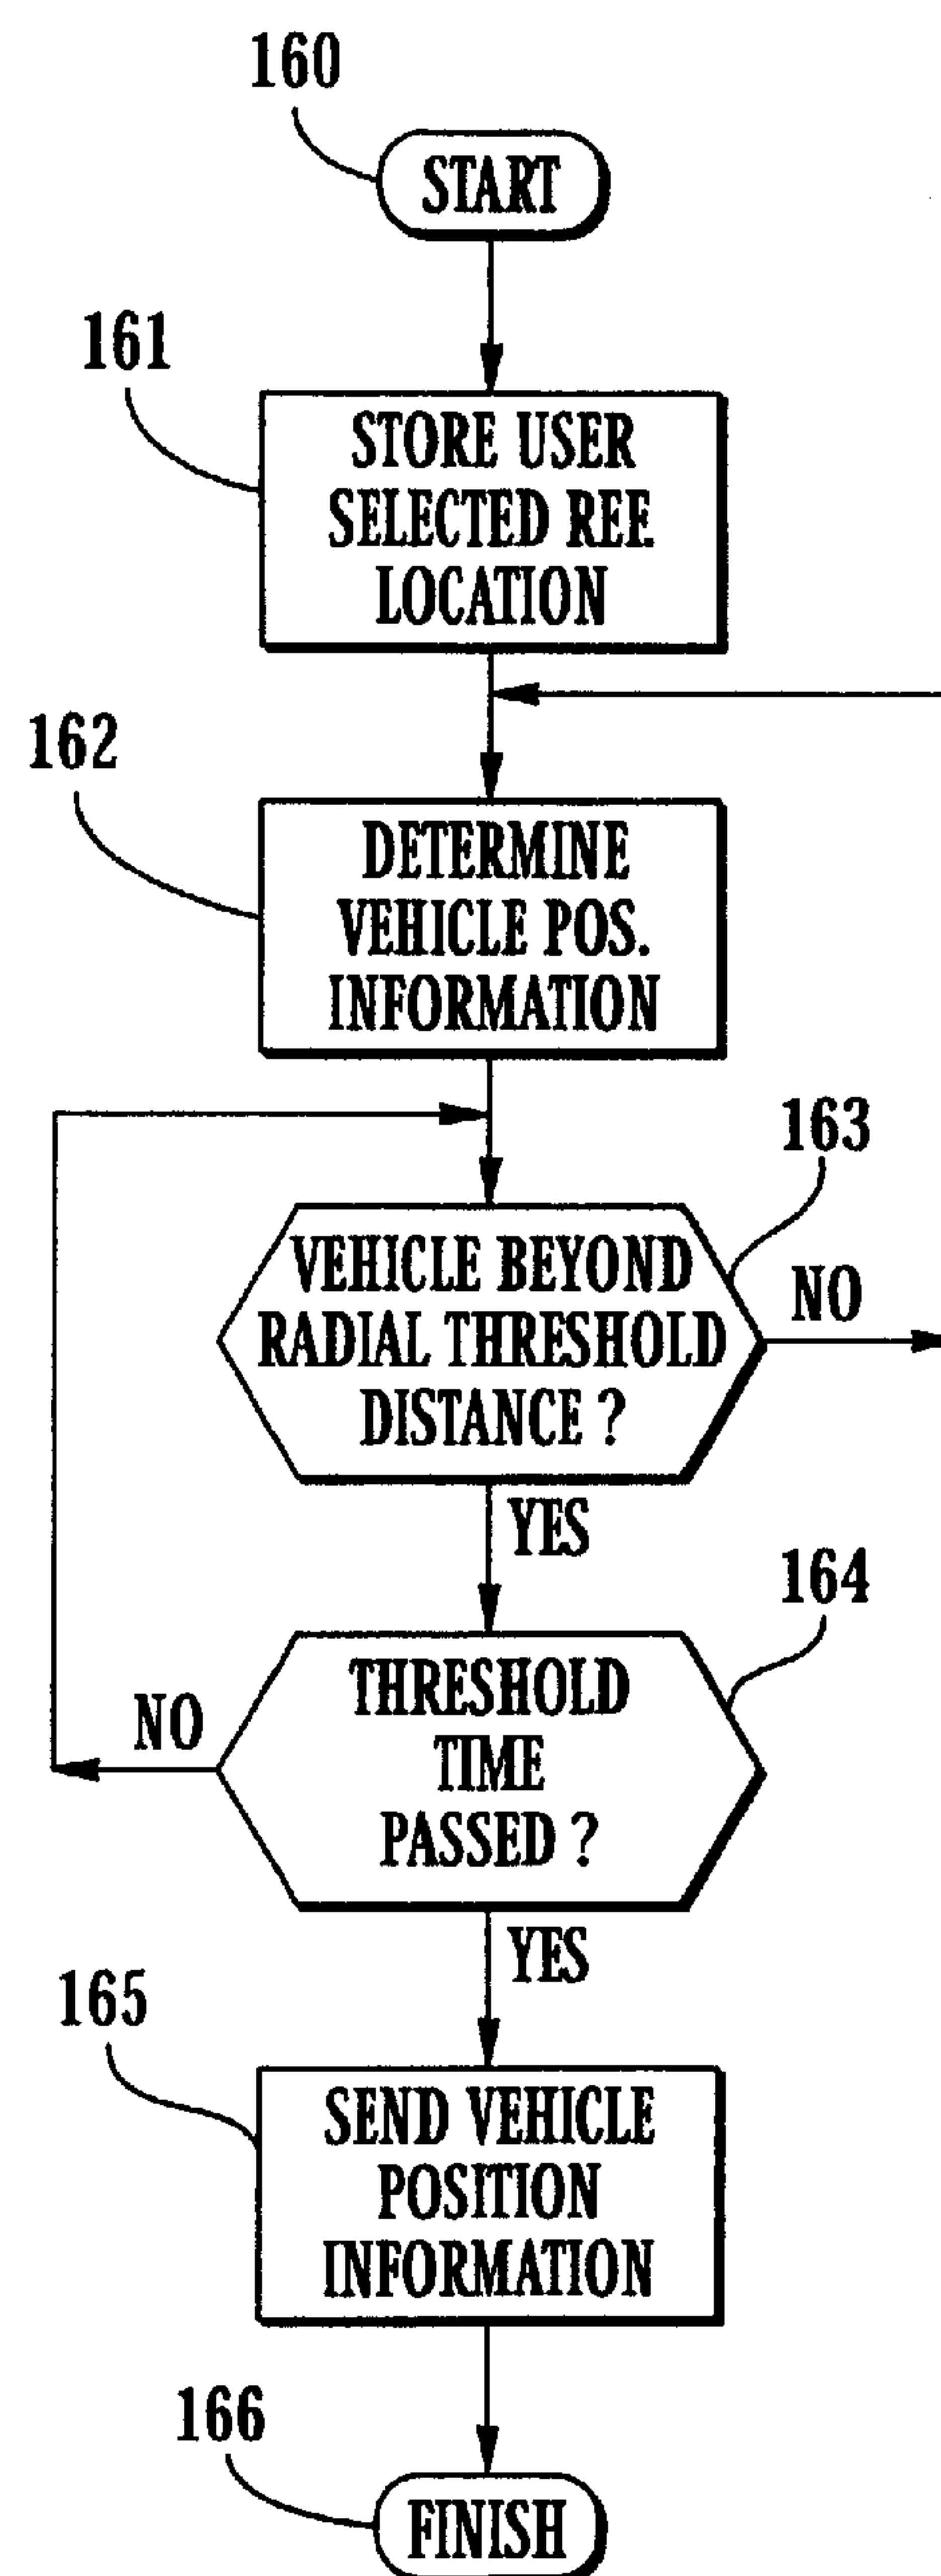 160
START
161
STORE USER
SELECTED REF.
LOCATION
162
DETERMINE
VEHICLE POS.
INFORMATION
163
VEHICLE BEYOND
RADIAL THRESHOLD
DISTANCE ?
NO
YES
164
THRESHOLD
TIME
PASSED ?
NO
YES
165
SEND VEHICLE
POSITION
INFORMATION
166
FINISH